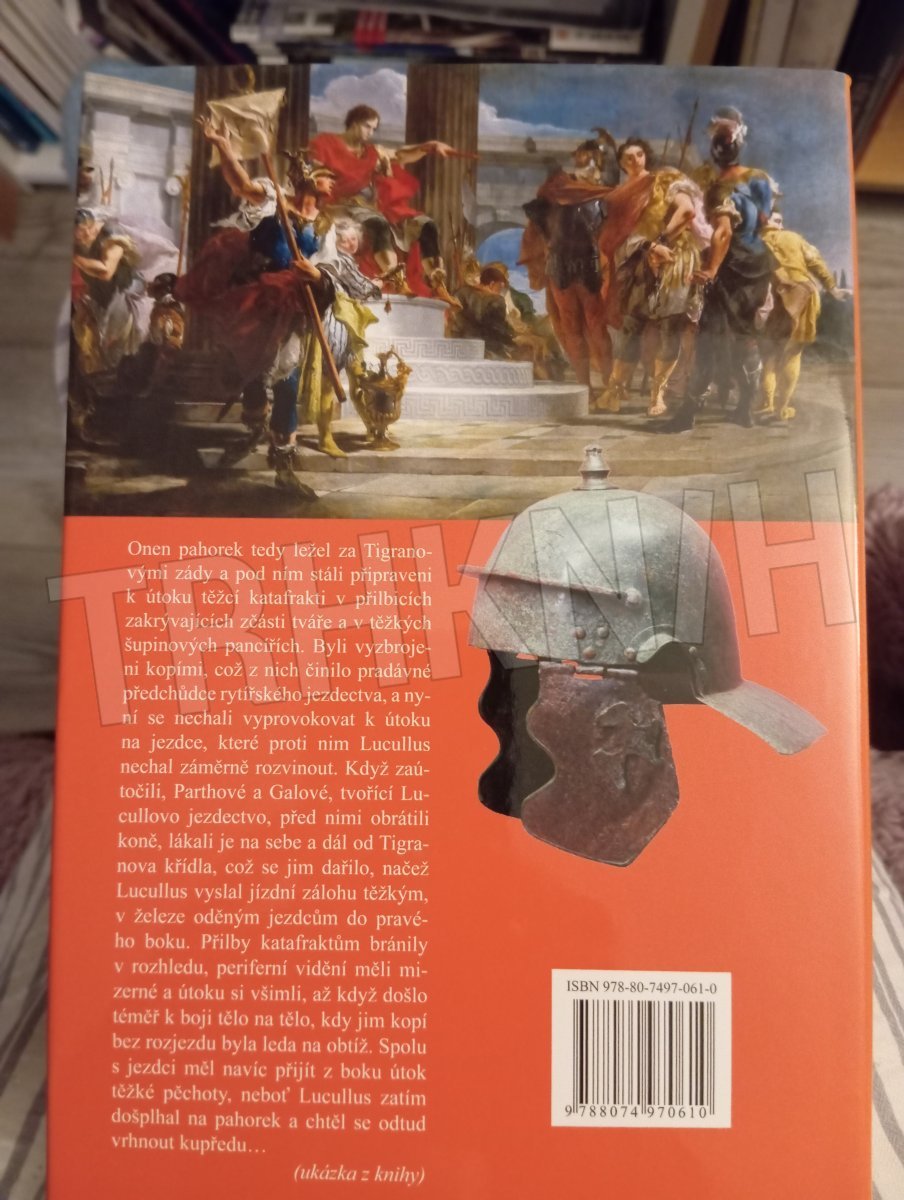 TRHKNIH
Onen pahorek tedy ležel za Tigrano-
vými zády a pod ním stáli připraveni
k útoku těžcí katafrakti v přilbicích
zakrývajících zčásti tváře a v těžkých
šupinových pancířích. Byli vyzbroje-
ni kopími, což z nich činilo pradávné
předchůdce rytířského jezdectva, a ny-
ní se nechali vyprovokovat k útoku
na jezdce, které proti nim Lucullus
nechal záměrně rozvinout. Když zaú-
točili, Parthové a Galové, tvořící Lu-
cullovo jezdectvo, před nimi obrátili
koně, lákali je na sebe a dál od Tigra-
nova křídla, což se jim dařilo, načež
Lucullus vyslal jízdní zálohu těžkým,
v železe oděným jezdcům do pravé-
ho boku. Přilby katafraktům bránily
v rozhledu, periferní vidění měli mi-
zerné a útoku si všimli, až když došlo
téměř k boji tělo na tělo, kdy jim kopí
bez rozjezdu byla leda na obtíž. Spolu
s jezdci měl navíc přijít z boku útok
těžké pěchoty, neboť Lucullus zatím
došplhal na pahorek a chtěl se odtud
vrhnout kupředu…
(ukázka z knihy)
ISBN 978-80-7497-061-0
9 788074 970610